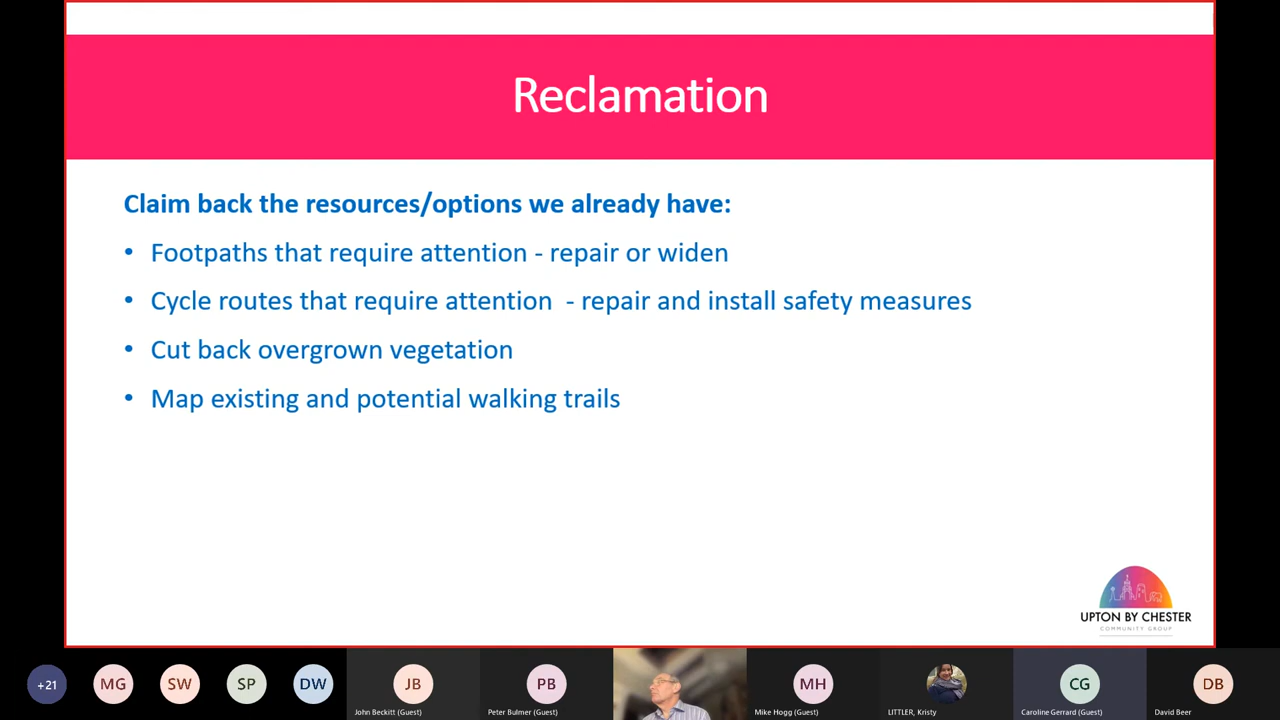 Reclamation
Claim back the resources/options we already have:
• Footpaths that require attention - repair or widen
• Cycle routes that require attention  - repair and install safety measures
• Cut back overgrown vegetation
• Map existing and potential walking trails
UPTON BY CHESTER
COMMUNITY GROUP
+21
MG
SW
SP
DW
JB
PB
MH
CG
DB
John Beckitt (Guest)
Peter Bulmer (Guest)
Mike Hogg (Guest)
LITTLER, Kristy
Caroline Gerrard (Guest)
David Beer